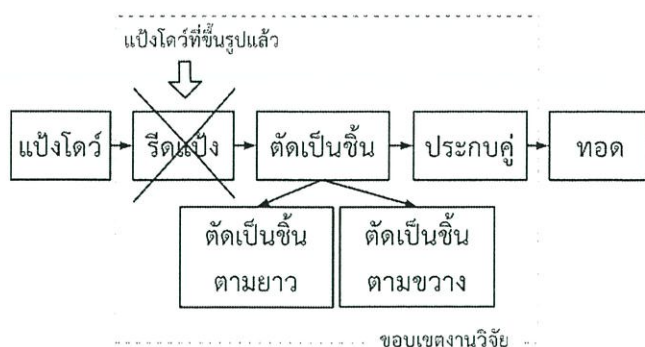 แป้งโดว์ที่ขึ้นรูปแล้ว
แป้งโดว์
รีดแป้ง
ตัดเป็นชิ้น
ประกบคู่
ทอด
ตัดเป็นชิ้น
ตามยาว
ตัดเป็นชิ้น
ตามขวาง
ขอบเขตงานวิจัย